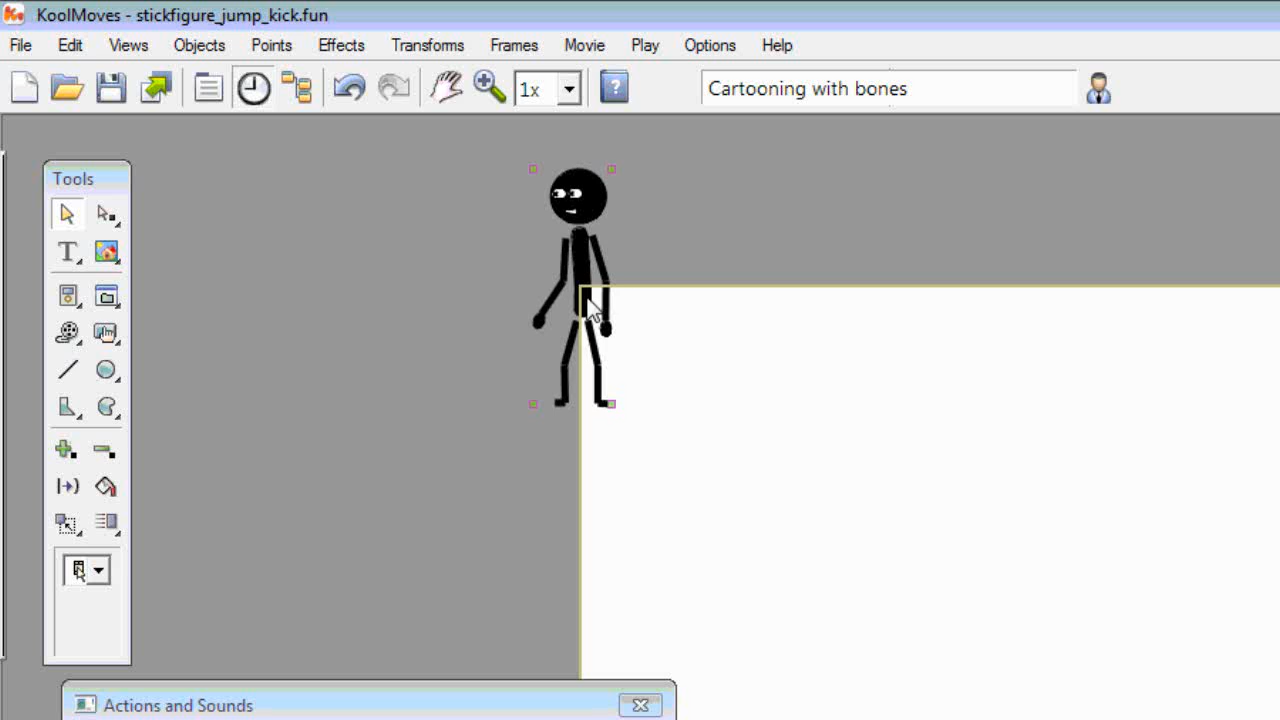 KoolMoves - stickfigure_jump_kick.fun
File Edit Views Objects Points Effects Transforms Frames Movie Play Options Help
1x Cartooning with bones
Tools
T
Actions and Sounds